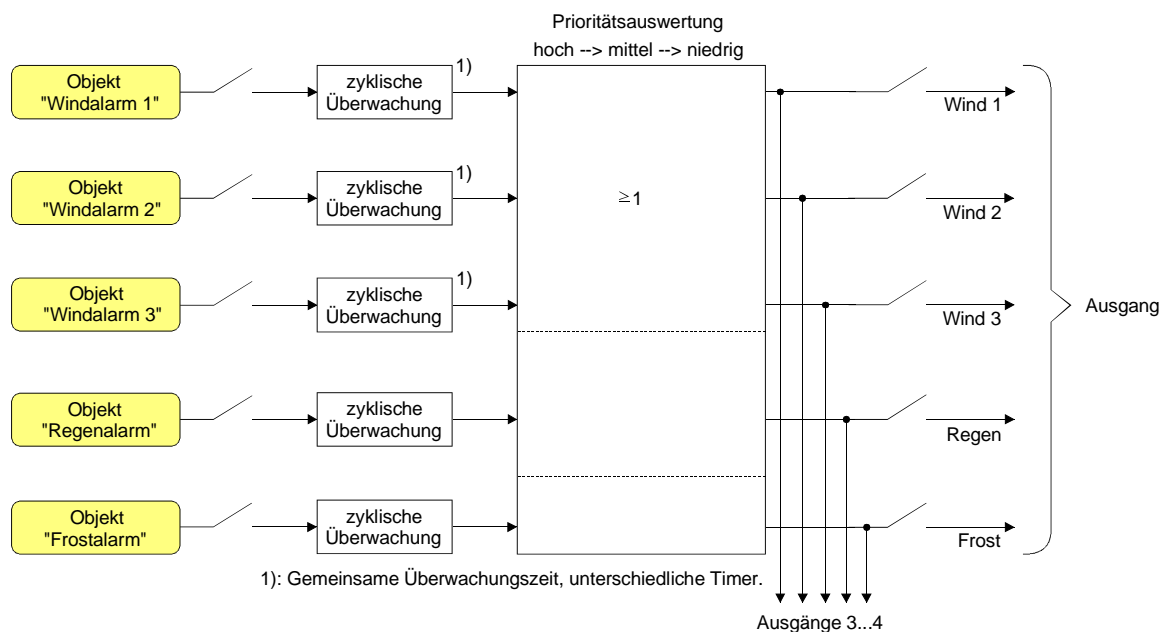 Prioritätsauswertung
hoch --> mittel --> niedrig
Objekt
"Windalarm 1"
zyklische
Überwachung
1)
Wind 1
Objekt
"Windalarm 2"
zyklische
Überwachung
1)
≥1
Wind 2
Objekt
"Windalarm 3"
zyklische
Überwachung
1)
Wind 3
Ausgang
Objekt
"Regenalarm"
zyklische
Überwachung
Regen
Objekt
"Frostalarm"
zyklische
Überwachung
Frost
1): Gemeinsame Überwachungszeit, unterschiedliche Timer.
Ausgänge 3...4